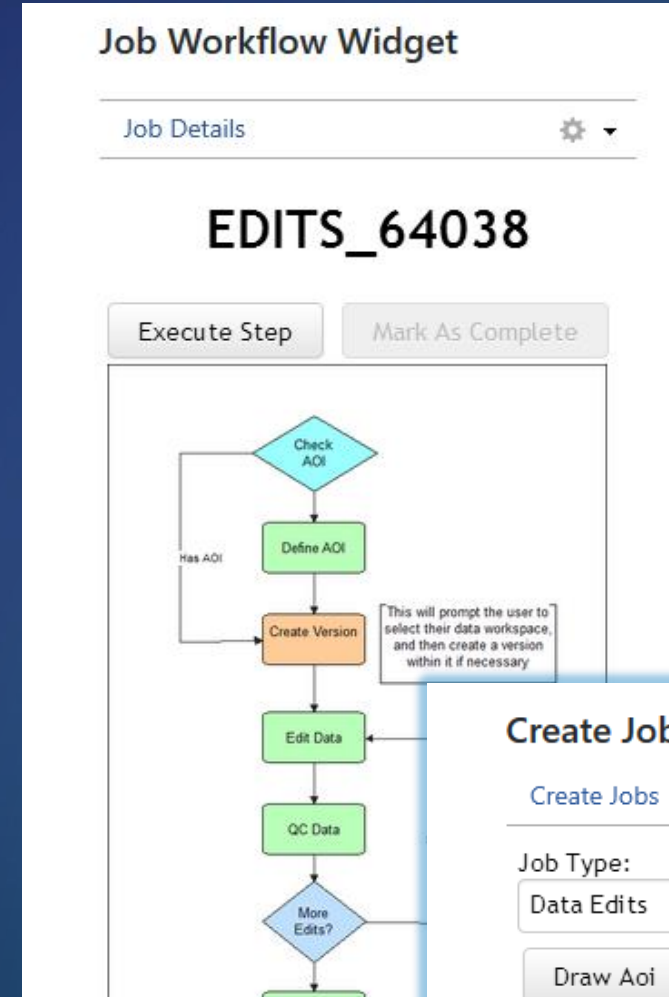 Job Workflow Widget
Job Details
EDITS_64038
Execute Step
Mark As Complete
Check
AOI
Has AOI
Define AOI
Create Version
This will prompt the user to
select their data workspace,
and then create a version
within it if necessary
Edit Data
QC Data
More
Edits?
Create Job
Create Jobs
Job Type:
Data Edits
Draw Aoi